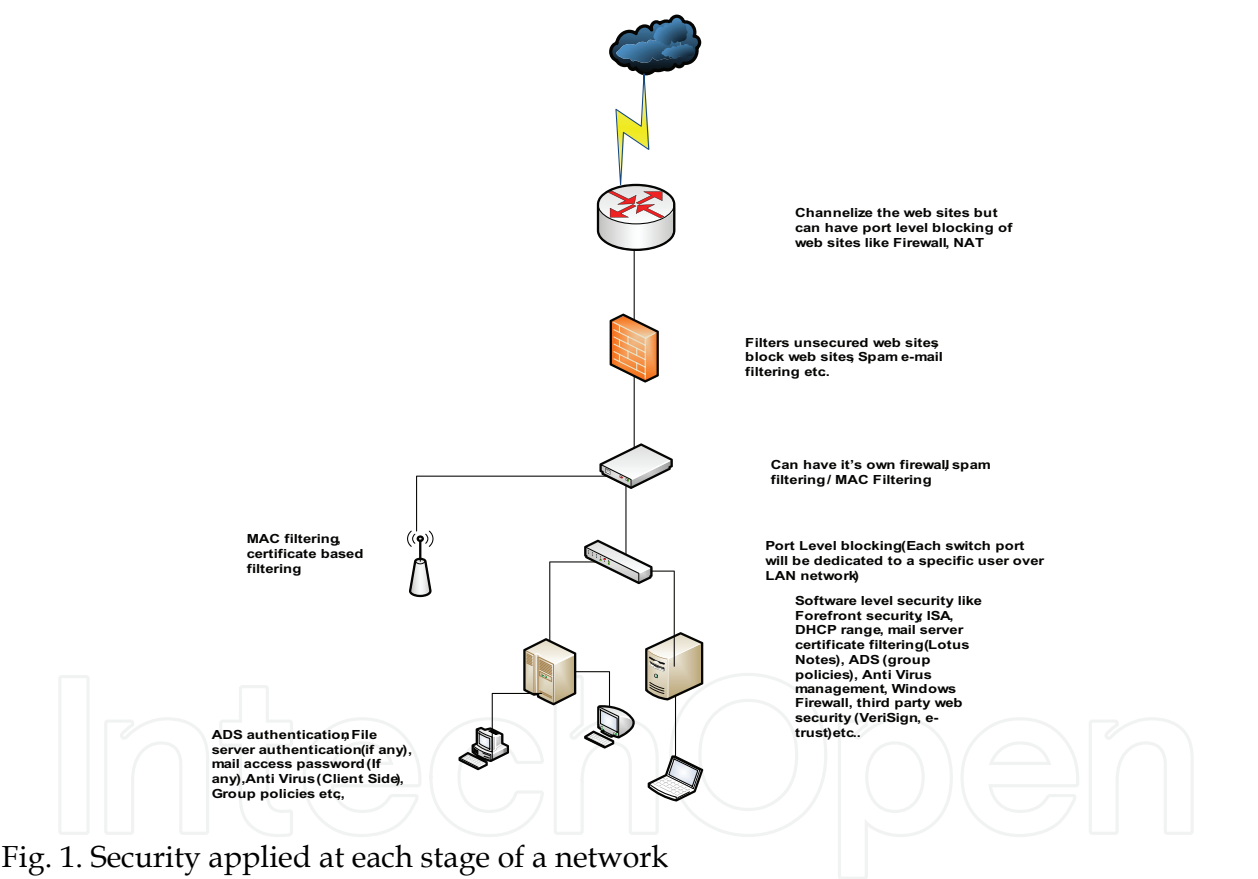 Channelize the web sites but
can have port level blocking of
web sites like Firewall, NAT
Filters unsecured web sites,
block web sites, Spam e-mail
filtering etc.
Can have it's own firewall, spam
filtering/ MAC Filtering
MAC filtering,
certificate based
filtering
Port Level blocking(Each switch port
will be dedicated to a specific user over
LAN network)
Software level security like
Forefront security, ISA,
DHCP range, mail server
certificate filtering(Lotus
Notes), ADS (group
policies), Anti Virus
management, Windows
Firewall, third party web
security (VeriSign, e-
trust)etc..
ADS authentication, File
server authentication(if any),
mail access password (If
any),Anti Virus (Client Side),
Group policies etc,
IntechOpen
Fig. 1. Security applied at each stage of a network